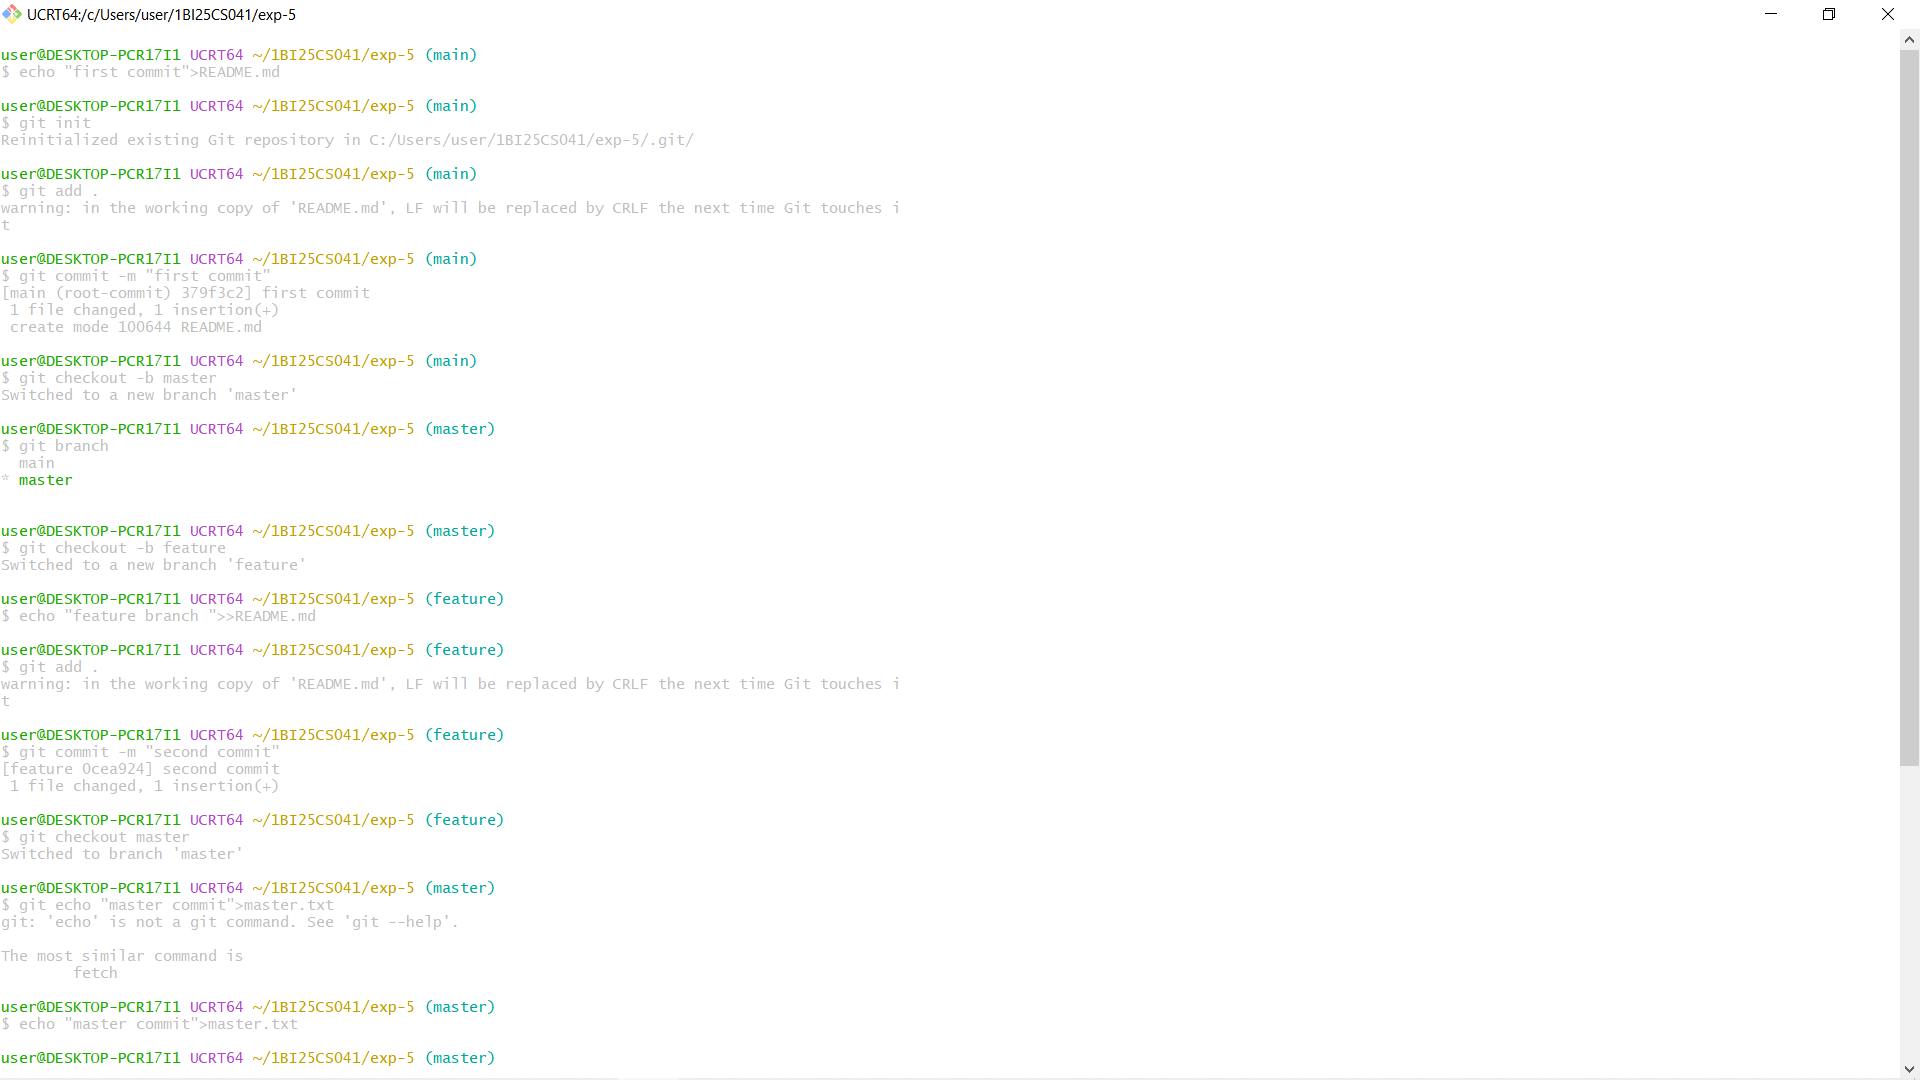 UCRT64:/c/Users/user/1BI25CS041/exp-5
user@DESKTOP-PCR17I1 UCRT64 ~/1BI25CS041/exp-5 (main)
$ echo "first commit">README.md
user@DESKTOP-PCR17I1 UCRT64 ~/1BI25CS041/exp-5 (main)
$ git init
Reinitialized existing Git repository in C:/Users/user/1BI25CS041/exp-5/.git/
user@DESKTOP-PCR17I1 UCRT64 ~/1BI25CS041/exp-5 (main)
$ git add .
warning: in the working copy of 'README.md', LF will be replaced by CRLF the next time Git touches i
t
user@DESKTOP-PCR17I1 UCRT64 ~/1BI25CS041/exp-5 (main)
$ git commit -m "first commit"
[main (root-commit) 379f3c2] first commit
 1 file changed, 1 insertion(+)
 create mode 100644 README.md
user@DESKTOP-PCR17I1 UCRT64 ~/1BI25CS041/exp-5 (main)
$ git checkout -b master
Switched to a new branch 'master'
user@DESKTOP-PCR17I1 UCRT64 ~/1BI25CS041/exp-5 (master)
$ git branch
  main
* master
user@DESKTOP-PCR17I1 UCRT64 ~/1BI25CS041/exp-5 (master)
$ git checkout -b feature
Switched to a new branch 'feature'
user@DESKTOP-PCR17I1 UCRT64 ~/1BI25CS041/exp-5 (feature)
$ echo "feature branch ">>README.md
user@DESKTOP-PCR17I1 UCRT64 ~/1BI25CS041/exp-5 (feature)
$ git add .
warning: in the working copy of 'README.md', LF will be replaced by CRLF the next time Git touches i
t
user@DESKTOP-PCR17I1 UCRT64 ~/1BI25CS041/exp-5 (feature)
$ git commit -m "second commit"
[feature 0cea924] second commit
 1 file changed, 1 insertion(+)
user@DESKTOP-PCR17I1 UCRT64 ~/1BI25CS041/exp-5 (feature)
$ git checkout master
Switched to branch 'master'
user@DESKTOP-PCR17I1 UCRT64 ~/1BI25CS041/exp-5 (master)
$ git echo "master commit">master.txt
git: 'echo' is not a git command. See 'git --help'.
The most similar command is
        fetch
user@DESKTOP-PCR17I1 UCRT64 ~/1BI25CS041/exp-5 (master)
$ echo "master commit">master.txt
user@DESKTOP-PCR17I1 UCRT64 ~/1BI25CS041/exp-5 (master)